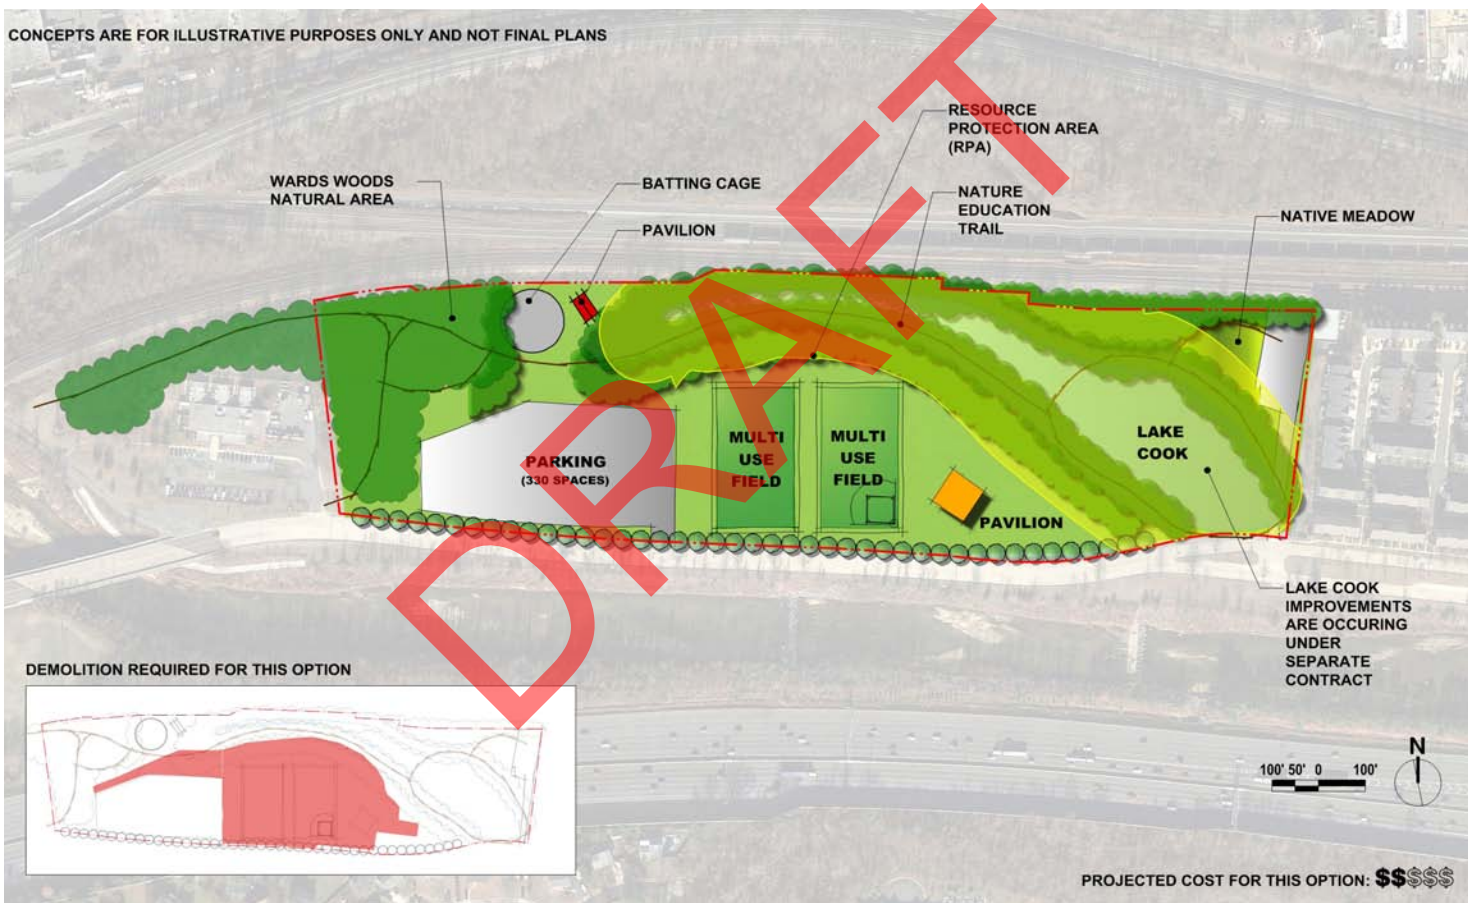 CONCEPTS ARE FOR ILLUSTRATIVE PURPOSES ONLY AND NOT FINAL PLANS
RESOURCE
PROTECTION AREA
(RPA)
WARDS WOODS
NATURAL AREA
BATTING CAGE
NATURE
EDUCATION
TRAIL
NATIVE MEADOW
PAVILION
MULTI
USE
FIELD
MULTI
USE
FIELD
LAKE
COOK
PARKING
(330 SPACES)
PAVILION
LAKE COOK
IMPROVEMENTS
ARE OCCURING
UNDER
SEPARATE
CONTRACT
DRAFT
DEMOLITION REQUIRED FOR THIS OPTION
N
100' 50' 0 100'
PROJECTED COST FOR THIS OPTION: $$$$$